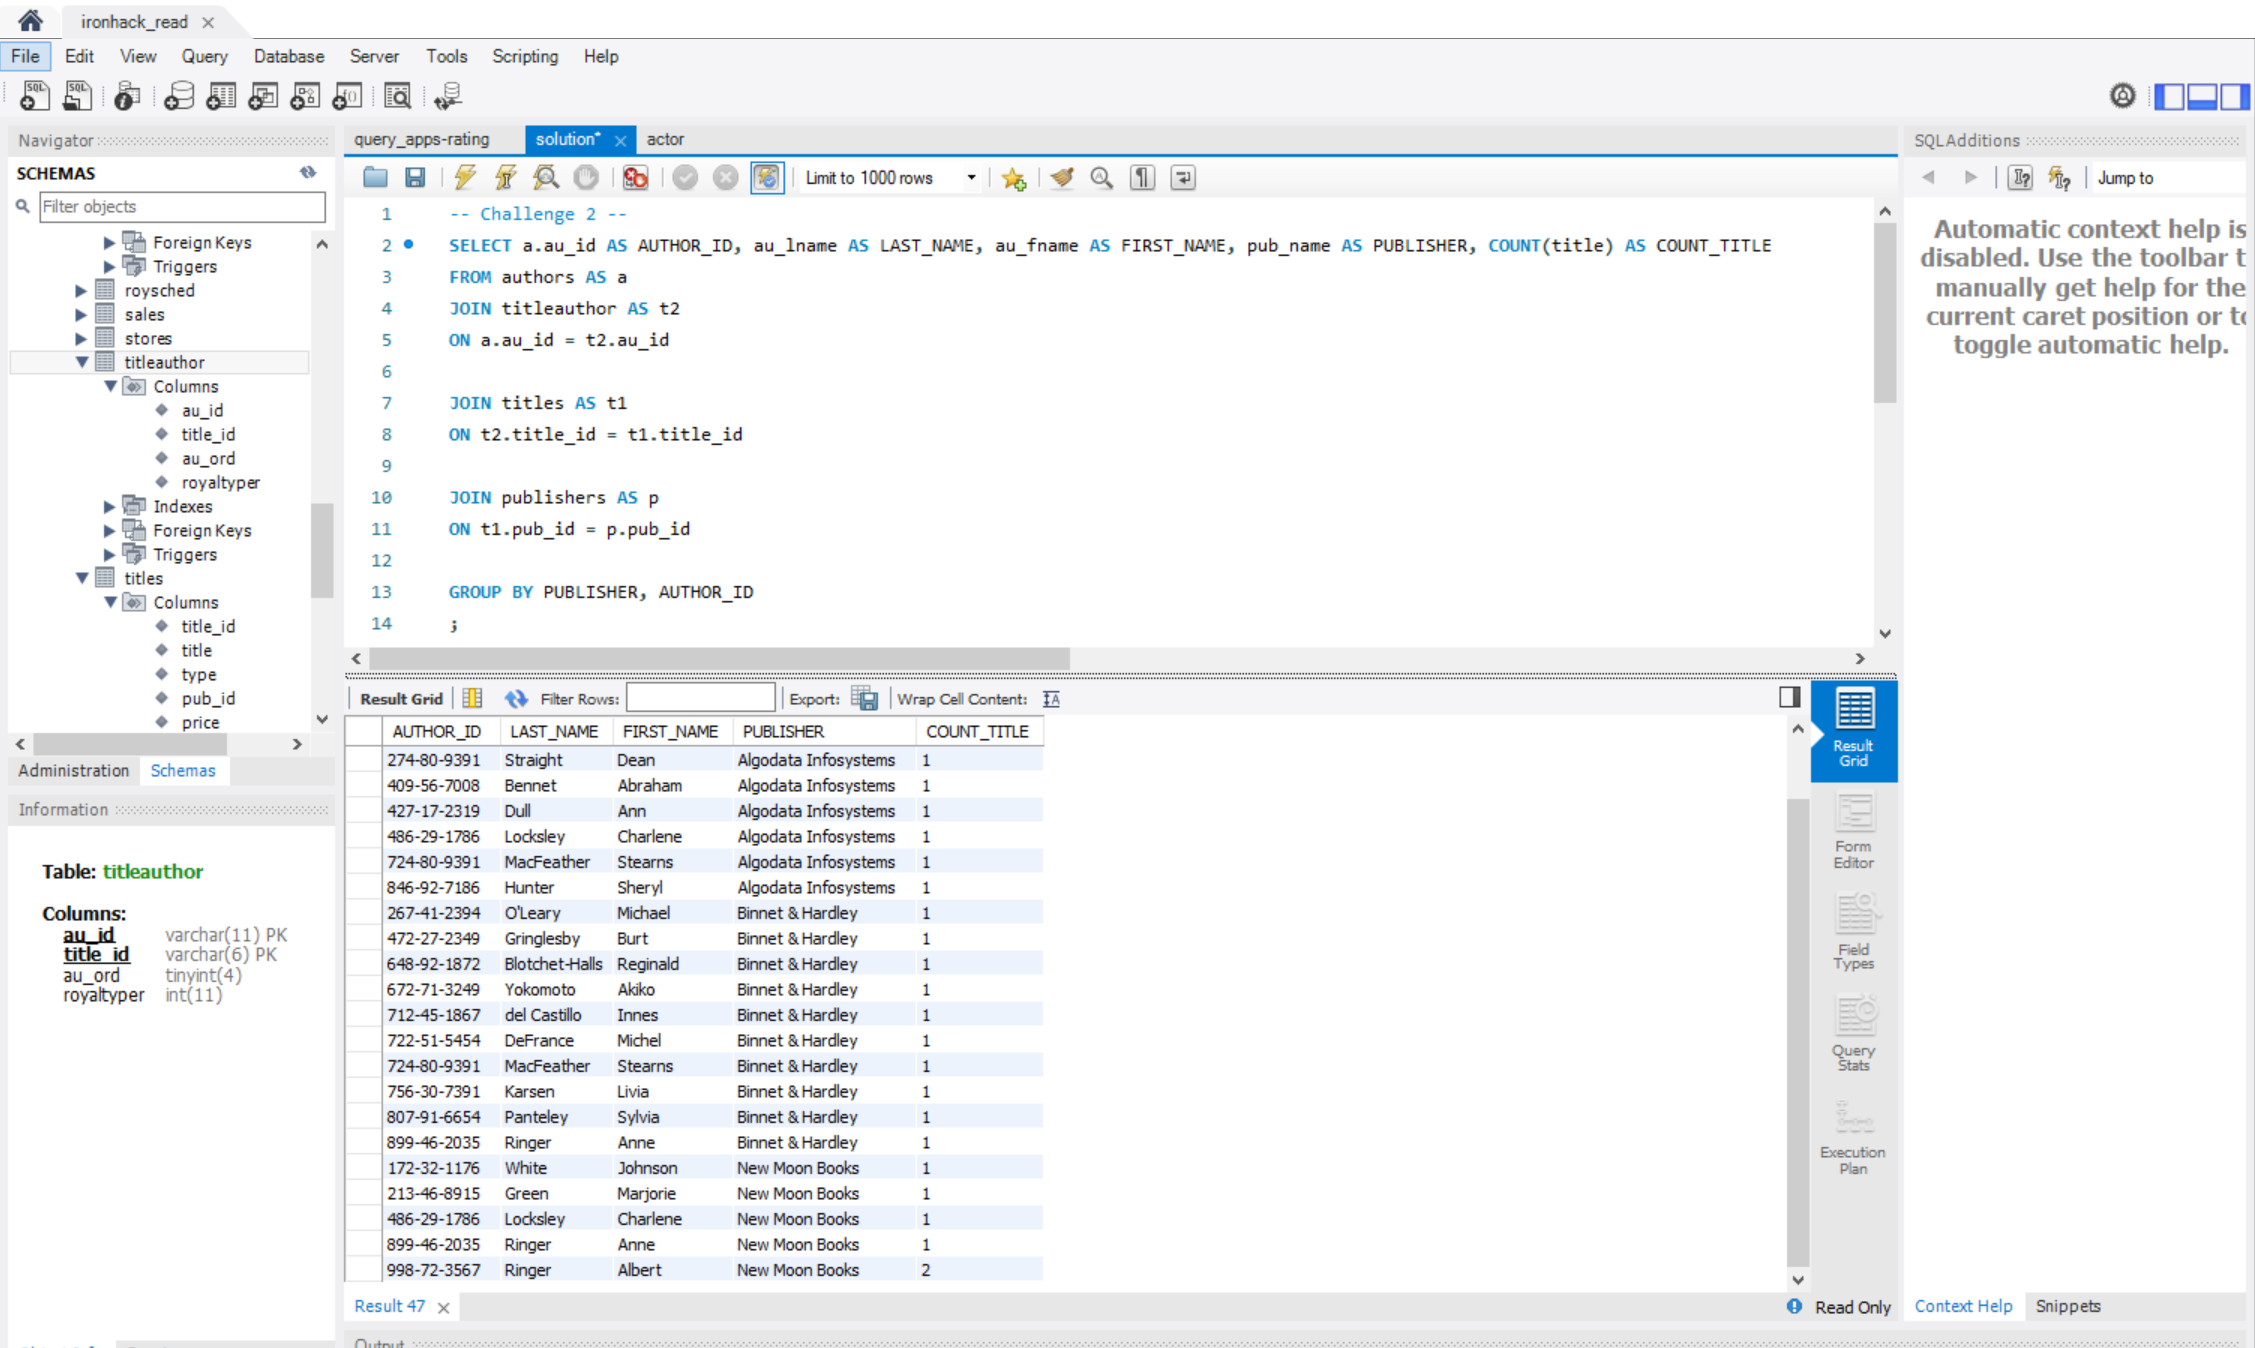 ironhack_read
File Edit View Query Database Server Tools Scripting Help
Navigator
SCHEMAS
Filter objects
Foreign Keys
Triggers
roysched
sales
stores
titleauthor
Columns
au_id
title_id
au_ord
royaltyper
Indexes
Foreign Keys
Triggers
titles
Columns
title_id
title
type
pub_id
price
Administration Schemas
Information
Table: titleauthor
Columns:
au_id varchar(11) PK
title_id varchar(6) PK
au_ord tinyint(4)
royaltyper int(11)
query_apps-rating solution* actor
Limit to 1000 rows
1 -- Challenge 2 --
2 SELECT a.au_id AS AUTHOR_ID, au_lname AS LAST_NAME, au_fname AS FIRST_NAME, pub_name AS PUBLISHER, COUNT(title) AS COUNT_TITLE
3 FROM authors AS a
4 JOIN titleauthor AS t2
5 ON a.au_id = t2.au_id
6
7 JOIN titles AS t1
8 ON t2.title_id = t1.title_id
9
10 JOIN publishers AS p
11 ON t1.pub_id = p.pub_id
12
13 GROUP BY PUBLISHER, AUTHOR_ID
14 ;
Result Grid Filter Rows: Export: Wrap Cell Content:
AUTHOR_ID LAST_NAME FIRST_NAME PUBLISHER COUNT_TITLE
274-80-9391 Straight Dean Algodata Infosystems 1
409-56-7008 Bennet Abraham Algodata Infosystems 1
427-17-2319 Dull Ann Algodata Infosystems 1
486-29-1786 Locksley Charlene Algodata Infosystems 1
724-80-9391 MacFeather Stearns Algodata Infosystems 1
846-92-7186 Hunter Sheryl Algodata Infosystems 1
267-41-2394 O'Leary Michael Binnet & Hardley 1
472-27-2349 Gringlesby Burt Binnet & Hardley 1
648-92-1872 Blotchet-Halls Reginald Binnet & Hardley 1
672-71-3249 Yokomoto Akiko Binnet & Hardley 1
712-45-1867 del Castillo Innes Binnet & Hardley 1
722-51-5454 DeFrance Michel Binnet & Hardley 1
724-80-9391 MacFeather Stearns Binnet & Hardley 1
756-30-7391 Karsen Livia Binnet & Hardley 1
807-91-6654 Panteley Sylvia Binnet & Hardley 1
899-46-2035 Ringer Anne Binnet & Hardley 1
172-32-1176 White Johnson New Moon Books 1
213-46-8915 Green Marjorie New Moon Books 1
486-29-1786 Locksley Charlene New Moon Books 1
899-46-2035 Ringer Anne New Moon Books 1
998-72-3567 Ringer Albert New Moon Books 2
Result 47
Read Only
Output
Result
Grid
Form
Editor
Field
Types
Query
Stats
Execution
Plan
SQLAdditions
Jump to
Automatic context help is
disabled. Use the toolbar t
manually get help for the
current caret position or to
toggle automatic help.
Context Help Snippets